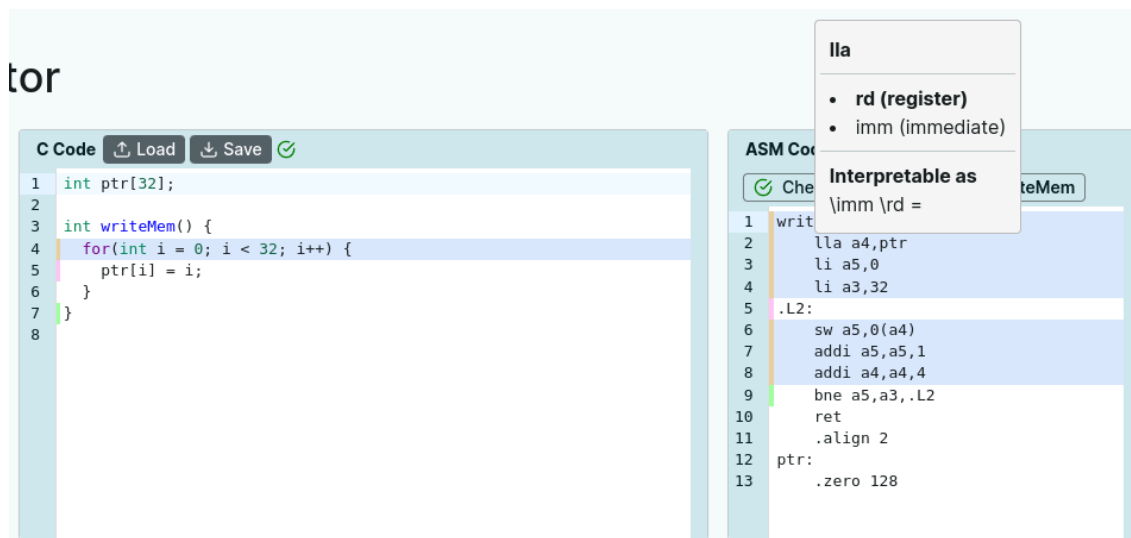 tor
C Code Load Save
1 int ptr[32];
2
3 int writeMem() {
4 for(int i = 0; i < 32; i++) {
5 ptr[i] = i;
6 }
7 }
8
lla
rd (register)
imm (immediate)
Interpretable as
\imm \rd =
ASM Co
Che
teMem
1 writ
2 lla a4,ptr
3 li a5,0
4 li a3,32
5 .L2:
6 sw a5,0(a4)
7 addi a5,a5,1
8 addi a4,a4,4
9 bne a5,a3,.L2
10 ret
11 .align 2
12 ptr:
13 .zero 128